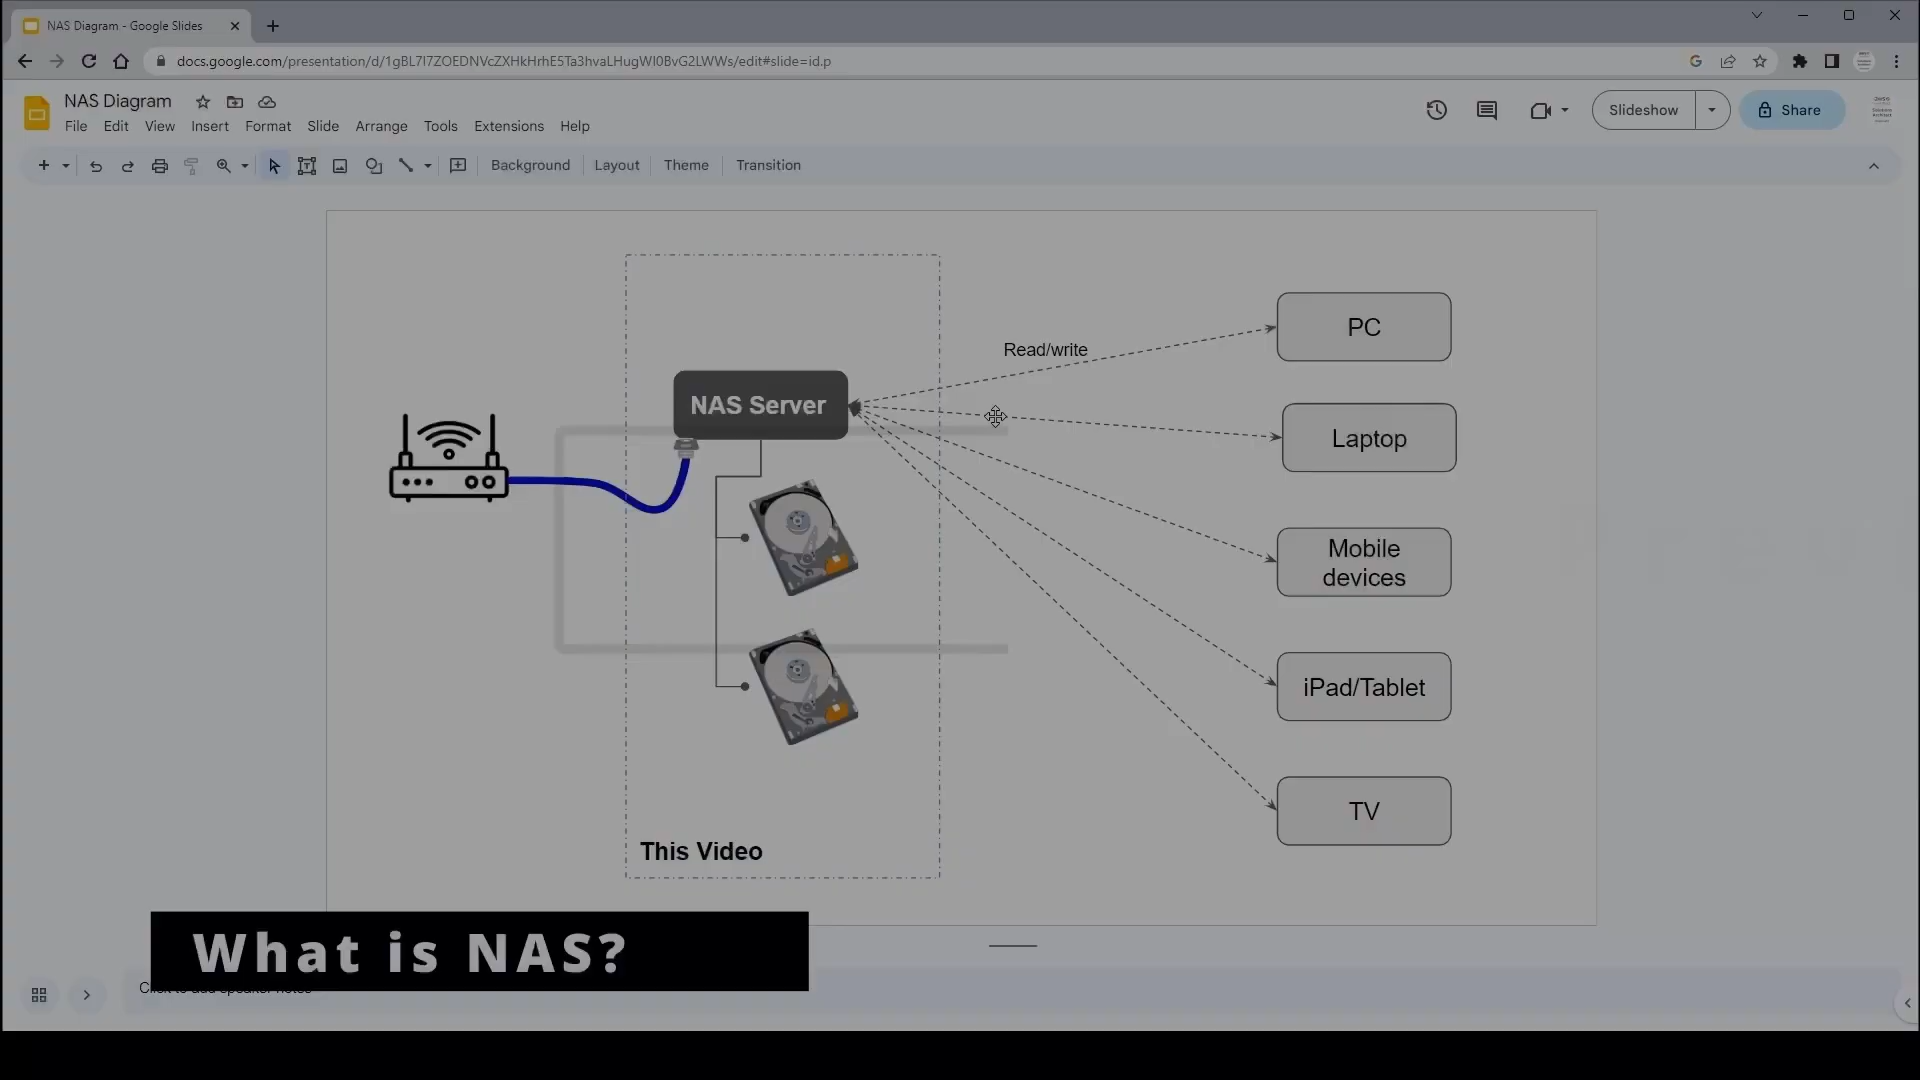 NAS Diagram - Google Slides
docs.google.com/presentation/d/1gBL7I7ZOEDNVcZXHkHrhE5Ta3hvaLHugWl0BvG2LWWs/edit#slide=id.p
NAS Diagram
File Edit View Insert Format Slide Arrange Tools Extensions Help
Slideshow
Share
Background Layout Theme Transition
PC
Read/write
NAS Server
Laptop
Mobile
devices
iPad/Tablet
TV
This Video
What is NAS?